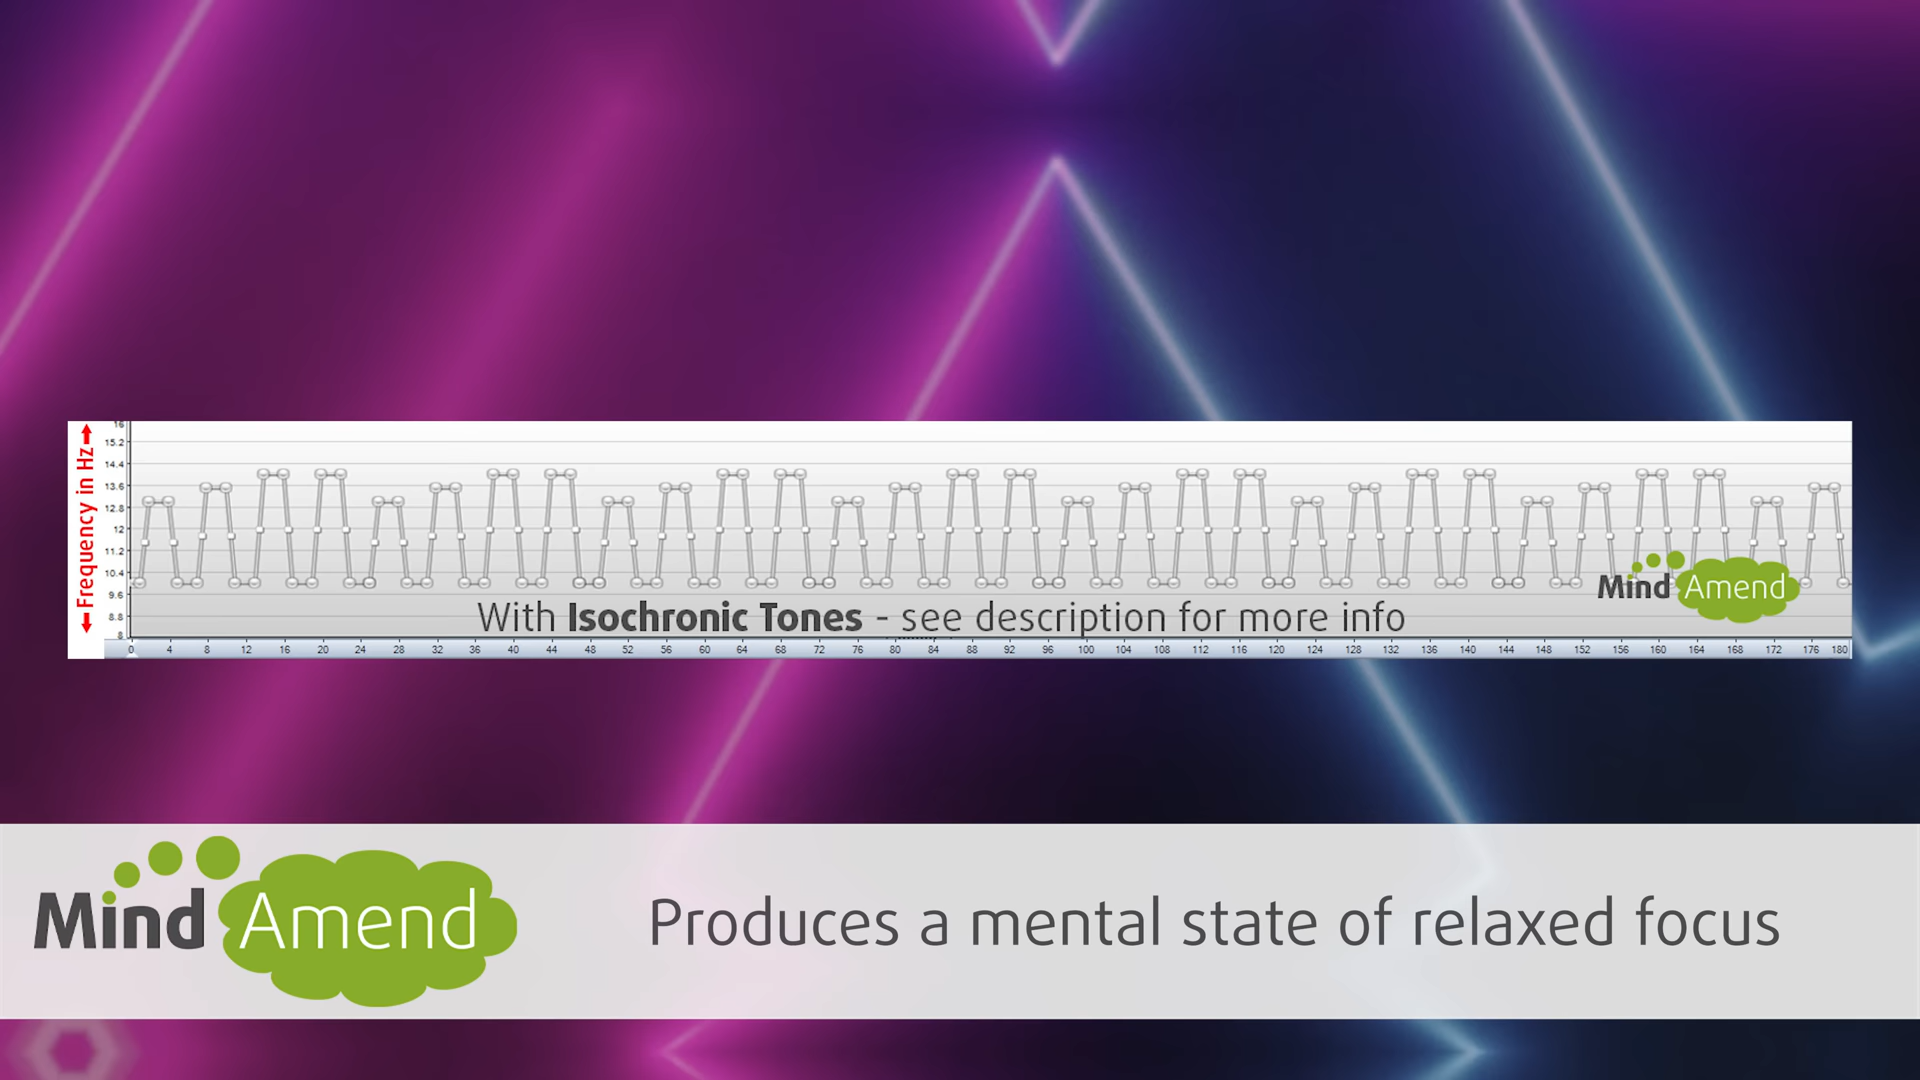 Frequency in Hz
16
15.2
14.4
13.6
12.8
12
11.2
10.4
9.6
8.8
8
Mind Amend
With Isochronic Tones - see description for more info
0 4 8 12 16 20 24 28 32 36 40 44 48 52 56 60 64 68 72 76 80 84 88 92 96 100 104 108 112 116 120 124 128 132 136 140 144 148 152 156 160 164 168 172 176 180
Mind Amend
Produces a mental state of relaxed focus